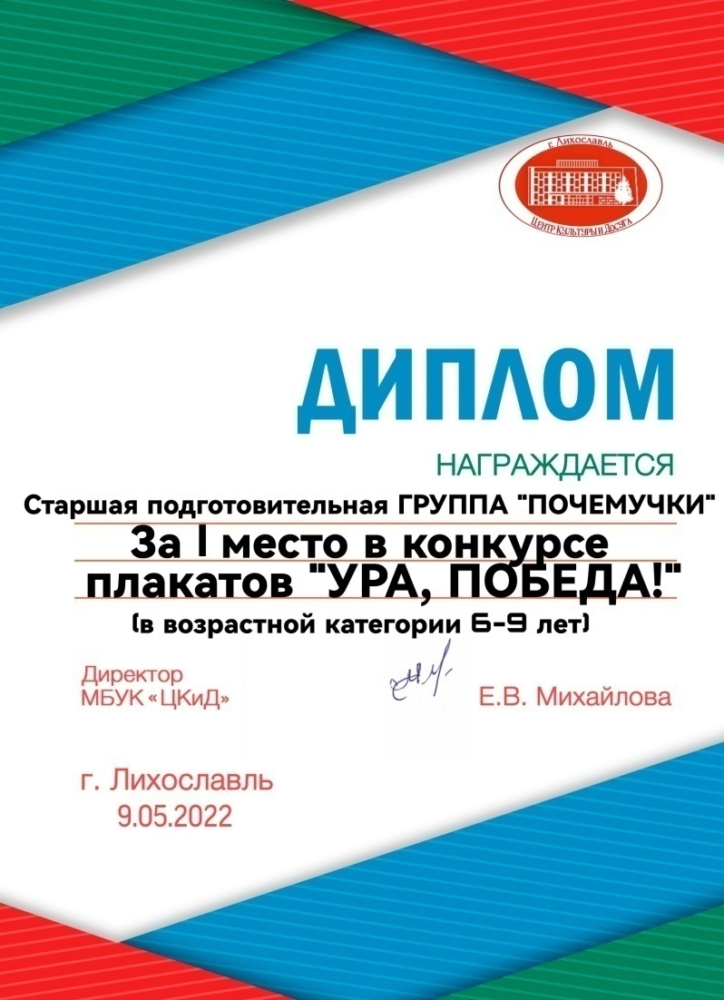 г. Лихославль
Центр Культуры и Досуга
ДИПЛОМ
НАГРАЖДАЕТСЯ
Старшая подготовительная ГРУППА "ПОЧЕМУЧКИ"
За I место в конкурсе
плакатов "УРА, ПОБЕДА!"
(в возрастной категории 6-9 лет)
Директор
МБУК «ЦКиД»
Е.В. Михайлова
г. Лихославль
9.05.2022